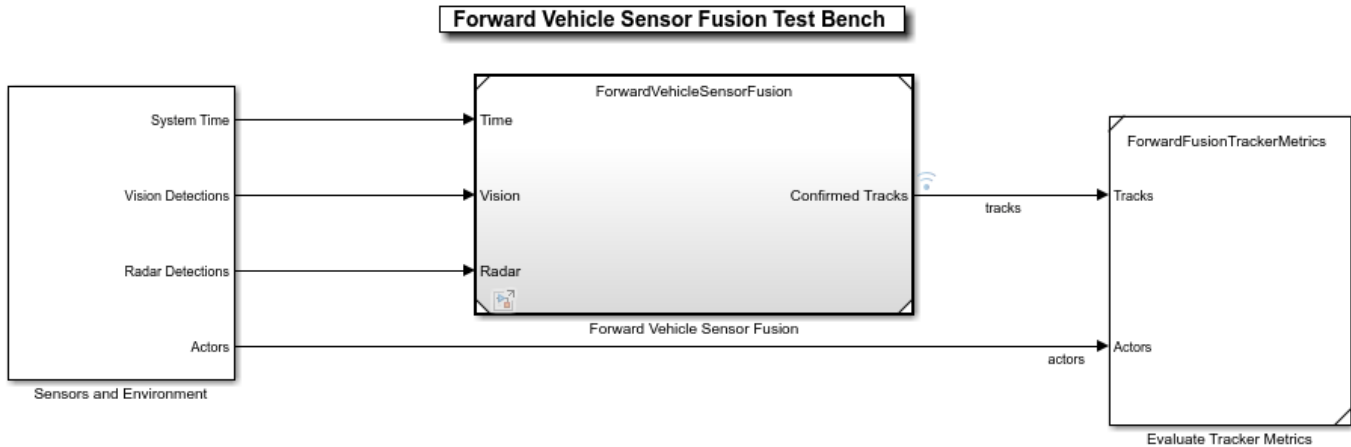 Forward Vehicle Sensor Fusion Test Bench
System Time
Vision Detections
Radar Detections
Actors
Sensors and Environment
ForwardVehicleSensorFusion
Time
Vision
Radar
Confirmed Tracks
Forward Vehicle Sensor Fusion
tracks
actors
ForwardFusionTrackerMetrics
Tracks
Actors
Evaluate Tracker Metrics